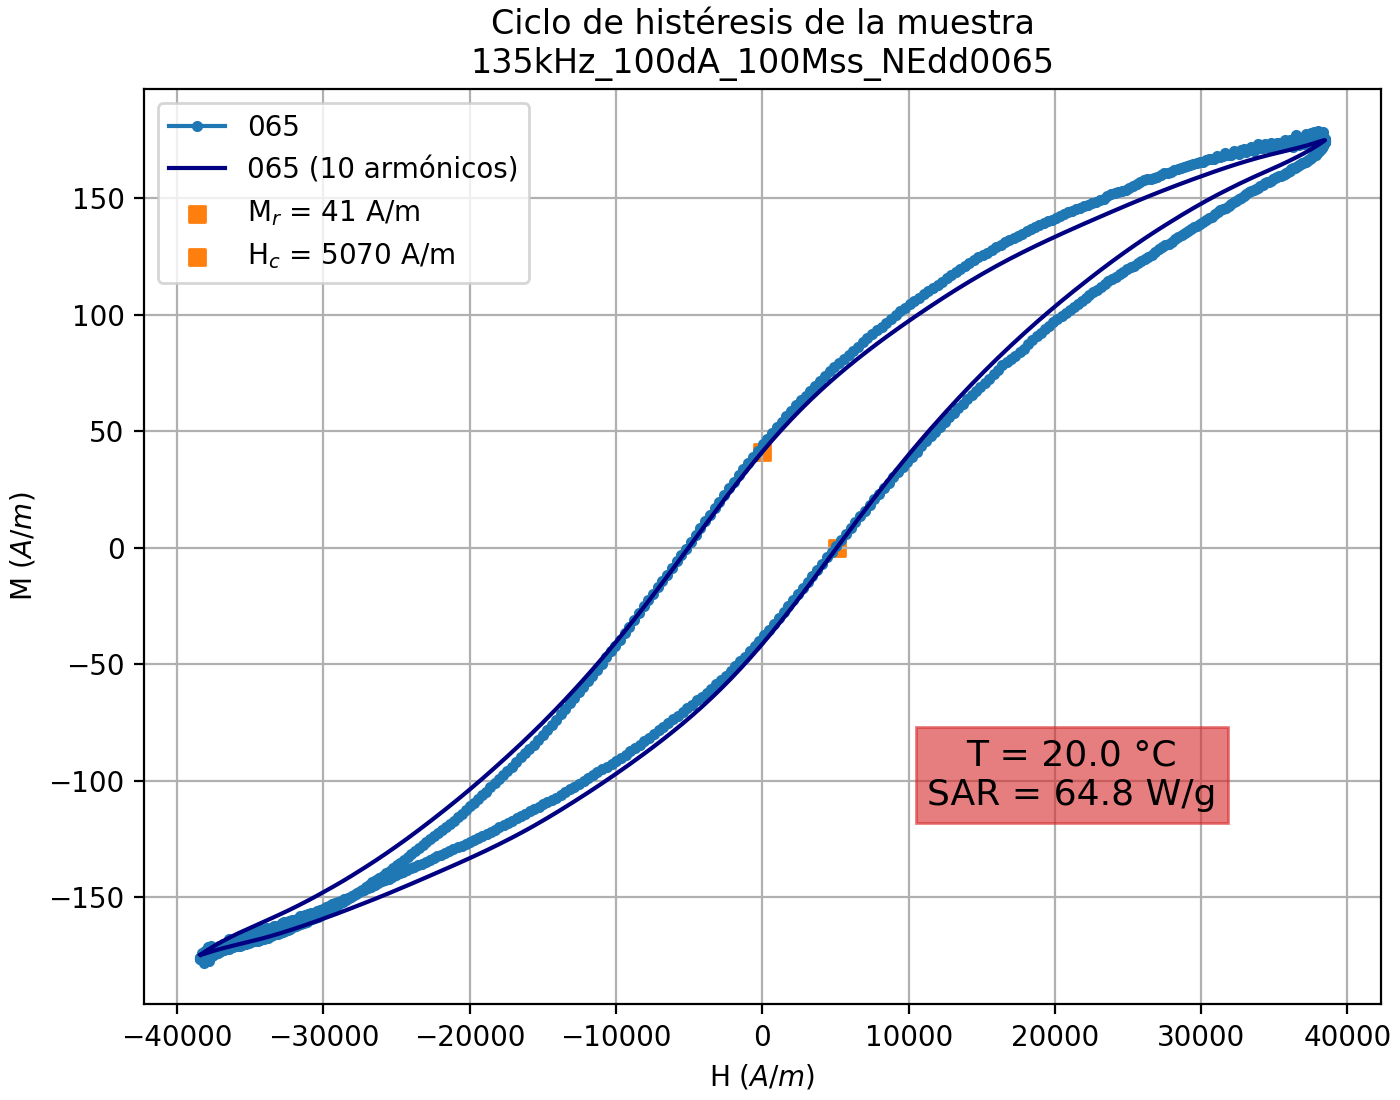 Ciclo de histéresis de la muestra
135kHz_100dA_100Mss_NEdd0065
065
065 (10 armónicos)
Mr = 41 A/m
Hc = 5070 A/m
150
100
50
0
−50
−100
−150
M (A/m)
T = 20.0 °C
SAR = 64.8 W/g
−40000 −30000 −20000 −10000 0 10000 20000 30000 40000
H (A/m)